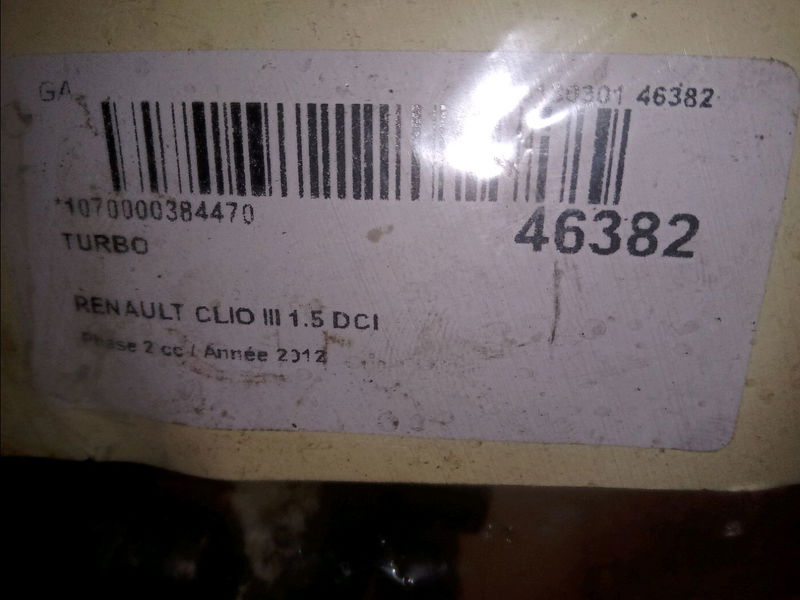 GA 46382
*1070000384470
46382
TURBO
RENAULT CLIO III 1.5 DCI
Phase 2 cc / Année 2012